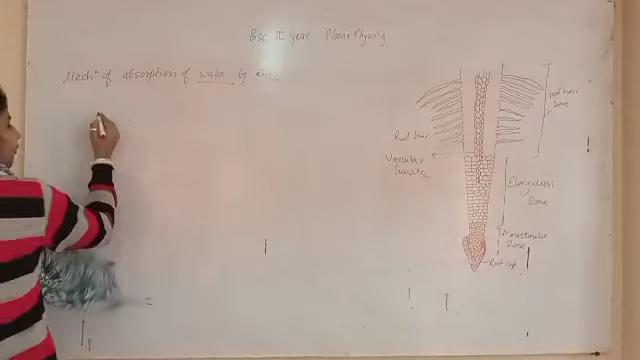 Bsc II year Plant Physiology
Mechn of absorption of water by Root
root hair
zone
Root hair
Vascular
bundle
Elongation
Zone
Meristematic
Zone
Root cap